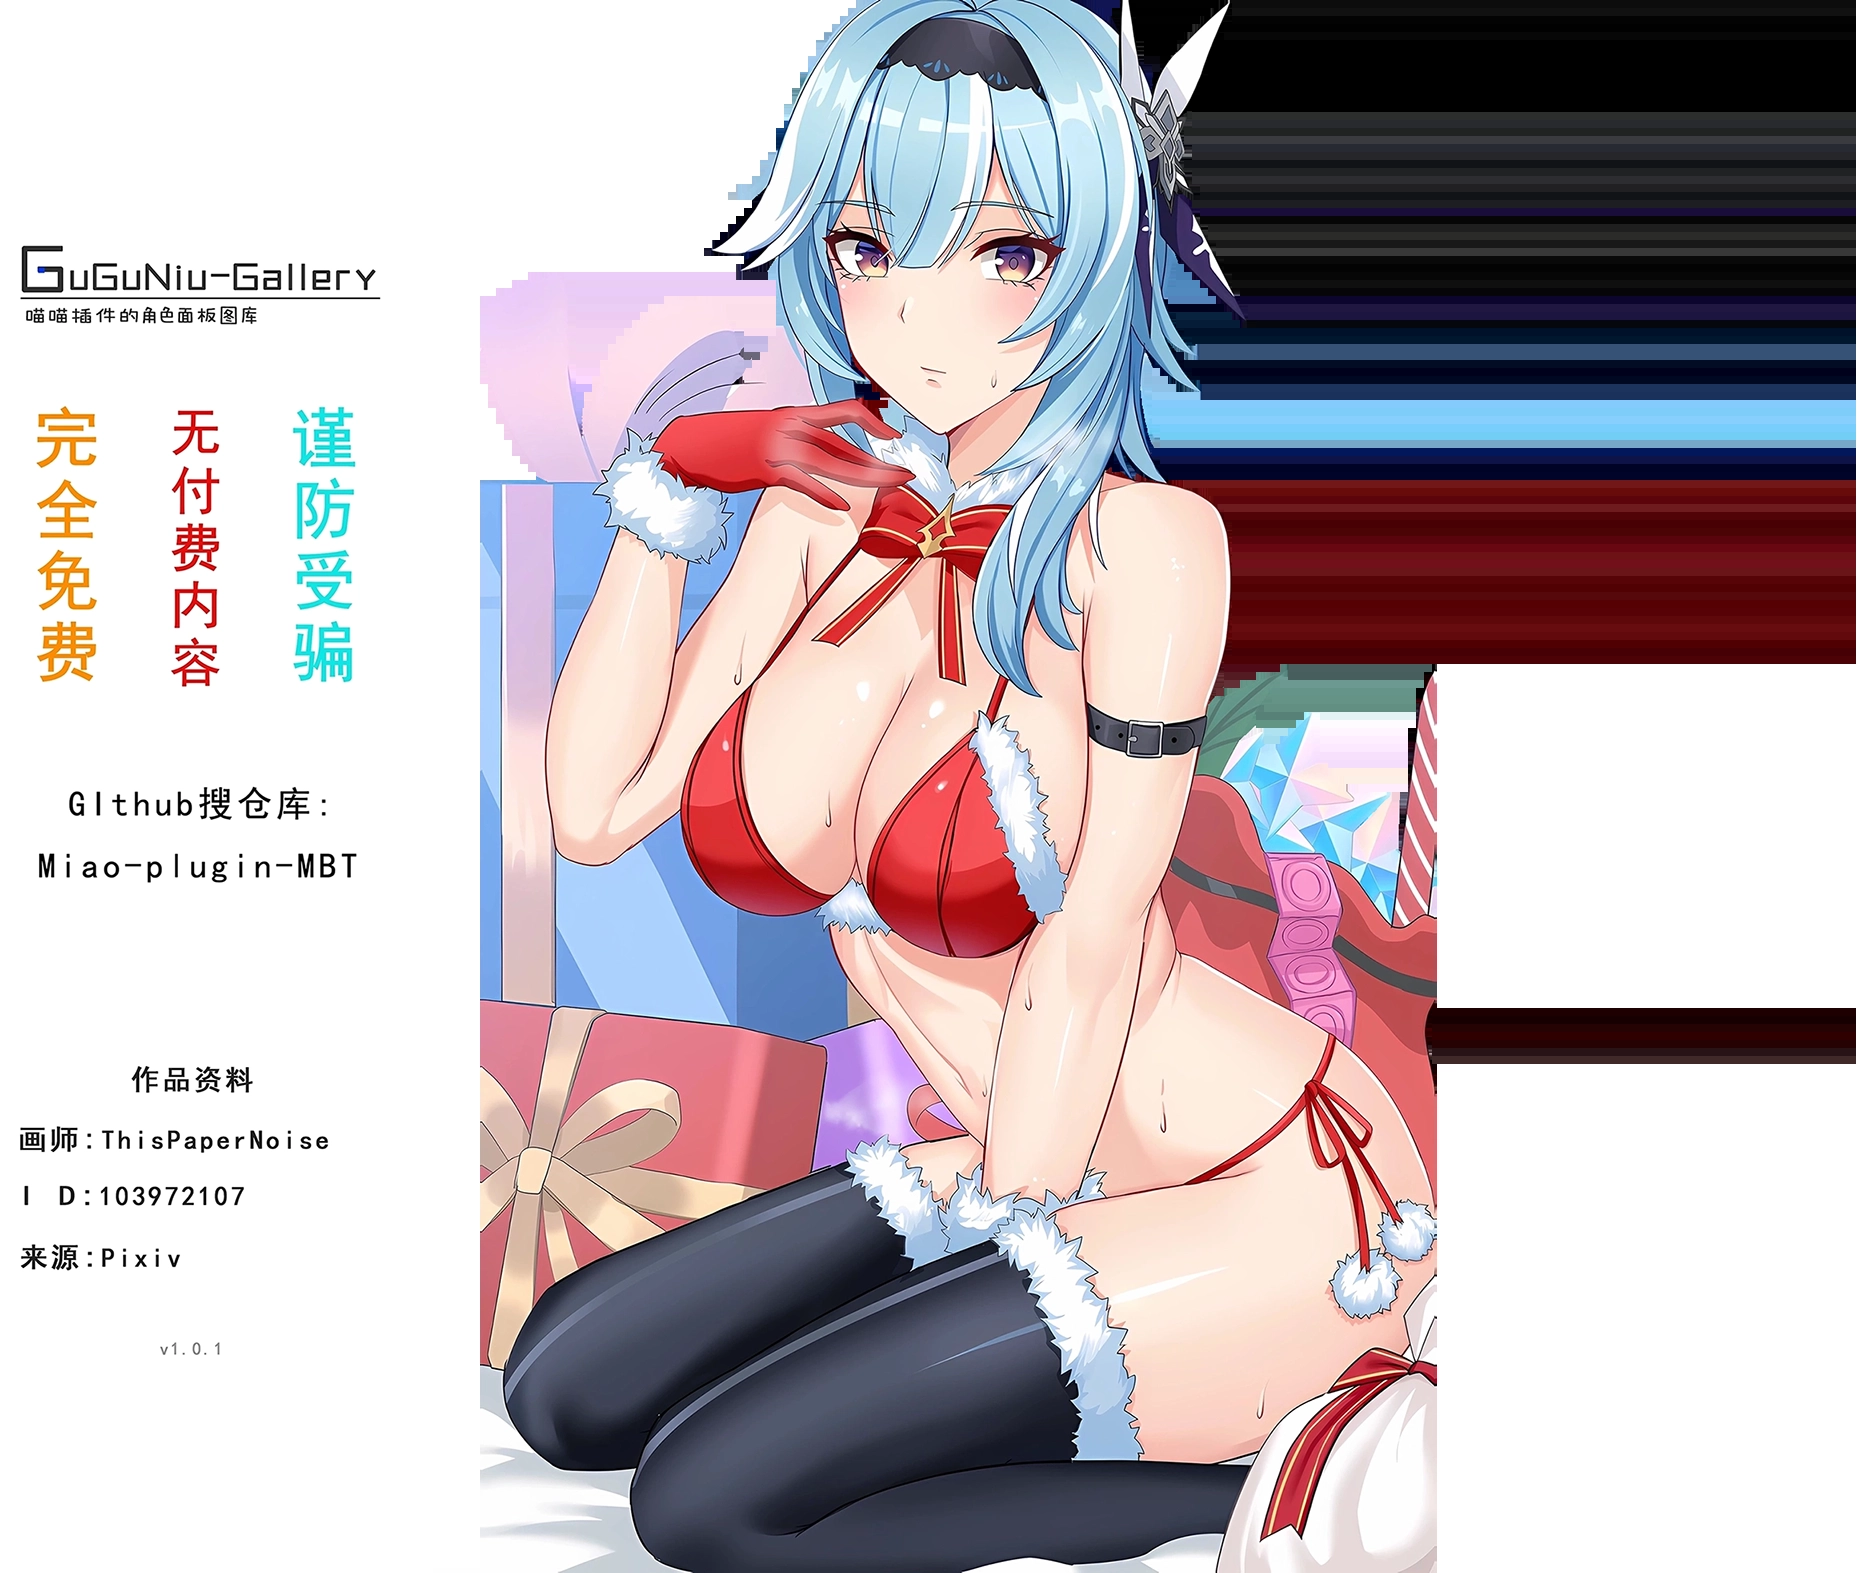 GuGuNiu-Gallery
喵喵插件的角色面板图库
完全免费
无付费内容
谨防受骗
GIthub搜仓库:
Miao-plugin-MBT
作品资料
画师:ThisPaperNoise
I D:103972107
来源:Pixiv
v1.0.1